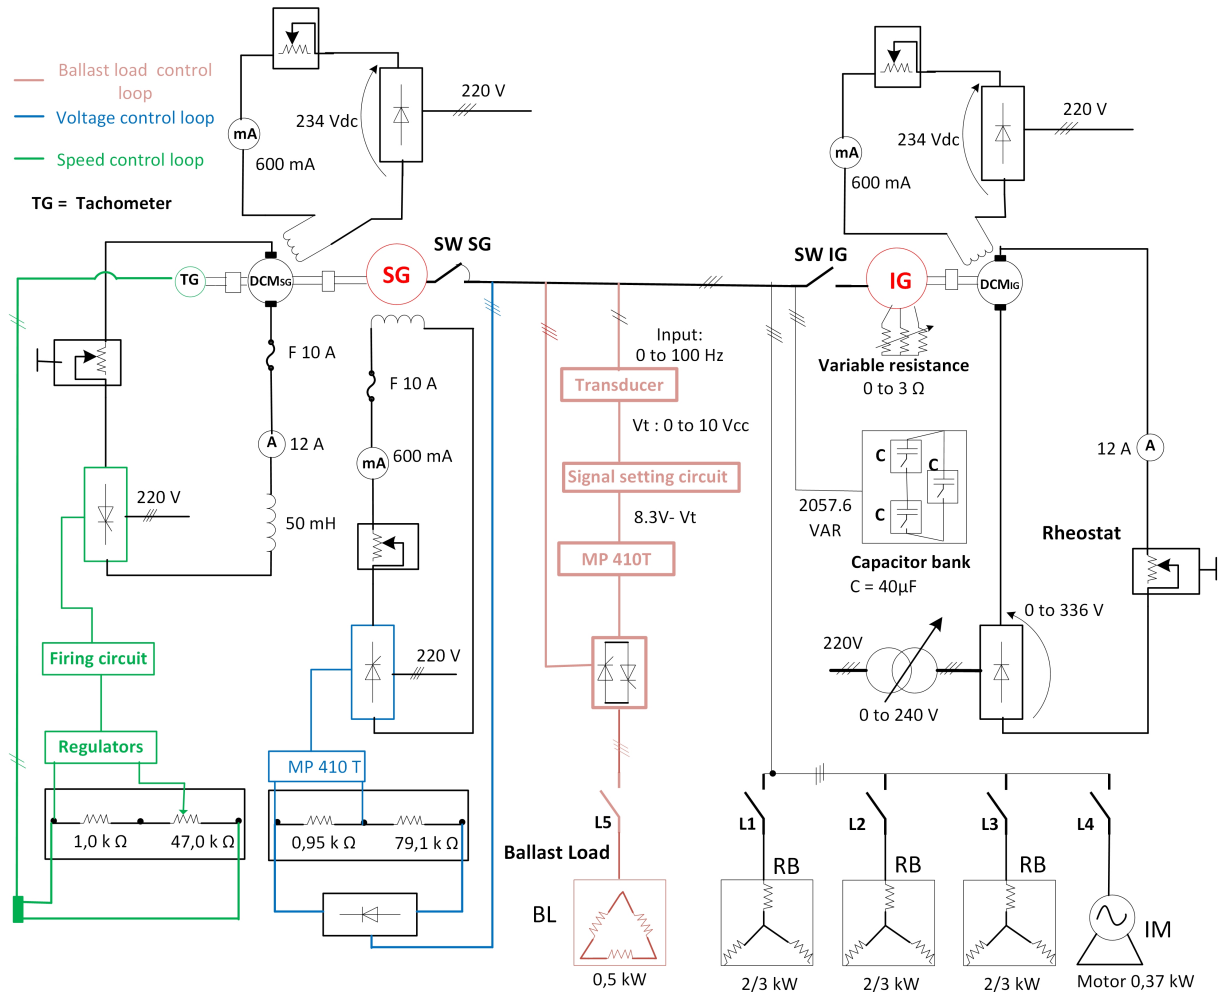 Ballast load control
loop
Voltage control loop
Speed control loop
TG = Tachometer
234 Vdc
220 V
mA
600 mA
234 Vdc
220 V
mA
600 mA
TG
DCMSG
SG
SW SG
SW IG
IG
DCMIG
F 10 A
F 10 A
A
12 A
mA
600 mA
50 mH
220 V
Input:
0 to 100 Hz
Transducer
Vt : 0 to 10 Vcc
Signal setting circuit
8.3V- Vt
MP 410T
Variable resistance
0 to 3 Ω
C
C
C
2057.6
VAR
Capacitor bank
C = 40µF
12 A
A
Rheostat
0 to 336 V
220V
0 to 240 V
Firing circuit
Regulators
1,0 k Ω
47,0 k Ω
220 V
MP 410 T
0,95 k Ω
79,1 k Ω
L5
Ballast Load
BL
0,5 kW
L1
L2
L3
L4
RB
RB
RB
IM
2/3 kW
2/3 kW
2/3 kW
Motor 0,37 kW